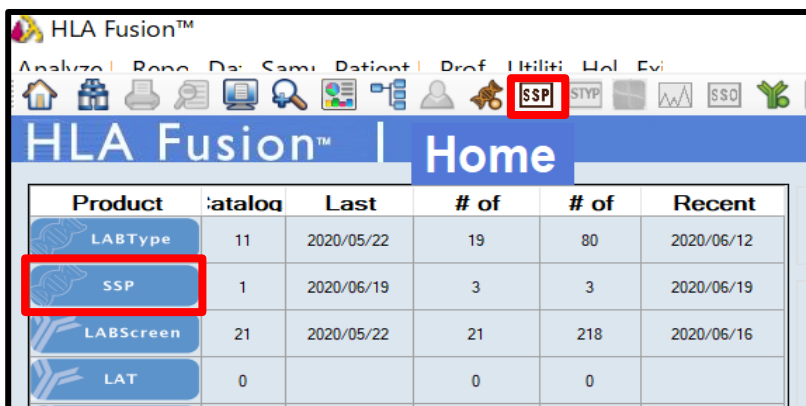 HLA Fusion™
SSP STYP SSO
HLA Fusion™ | Home
Product Catalog Last # of # of Recent
LABType 11 2020/05/22 19 80 2020/06/12
SSP 1 2020/06/19 3 3 2020/06/19
LABScreen 21 2020/05/22 21 218 2020/06/16
LAT 0 0 0